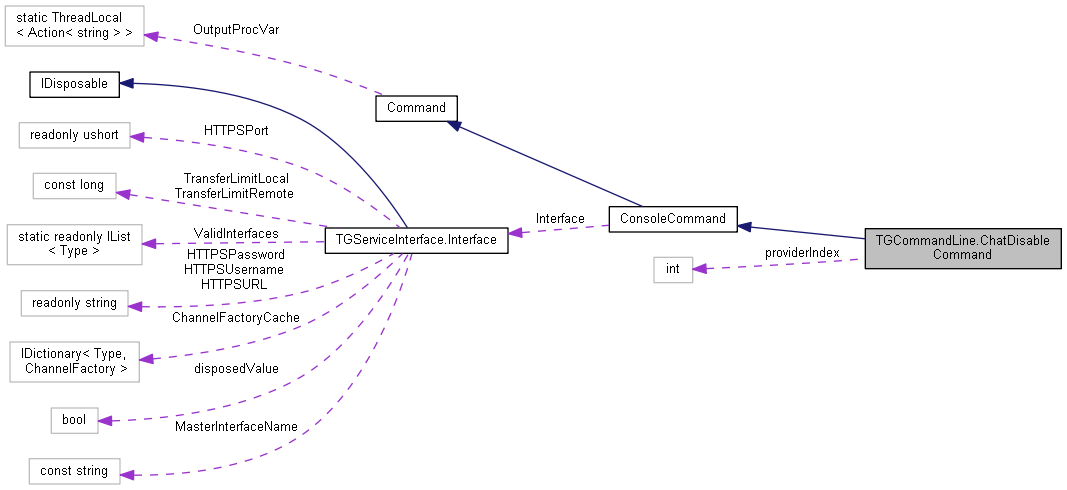 static ThreadLocal
< Action< string > >
OutputProcVar
IDisposable
Command
readonly ushort
HTTPSPort
const long
TransferLimitLocal
TransferLimitRemote
static readonly IList
< Type >
ValidInterfaces
TGServiceInterface.Interface
Interface
ConsoleCommand
TGCommandLine.ChatDisable
Command
providerIndex
int
HTTPSPassword
HTTPSUsername
HTTPSURL
readonly string
ChannelFactoryCache
IDictionary< Type,
ChannelFactory >
disposedValue
bool
MasterInterfaceName
const string